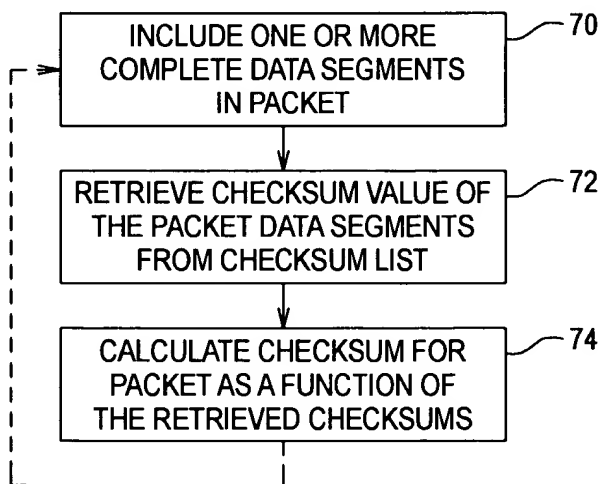 INCLUDE ONE OR MORE
COMPLETE DATA SEGMENTS
IN PACKET
70
RETRIEVE CHECKSUM VALUE OF
THE PACKET DATA SEGMENTS
FROM CHECKSUM LIST
72
CALCULATE CHECKSUM FOR
PACKET AS A FUNCTION OF
THE RETRIEVED CHECKSUMS
74